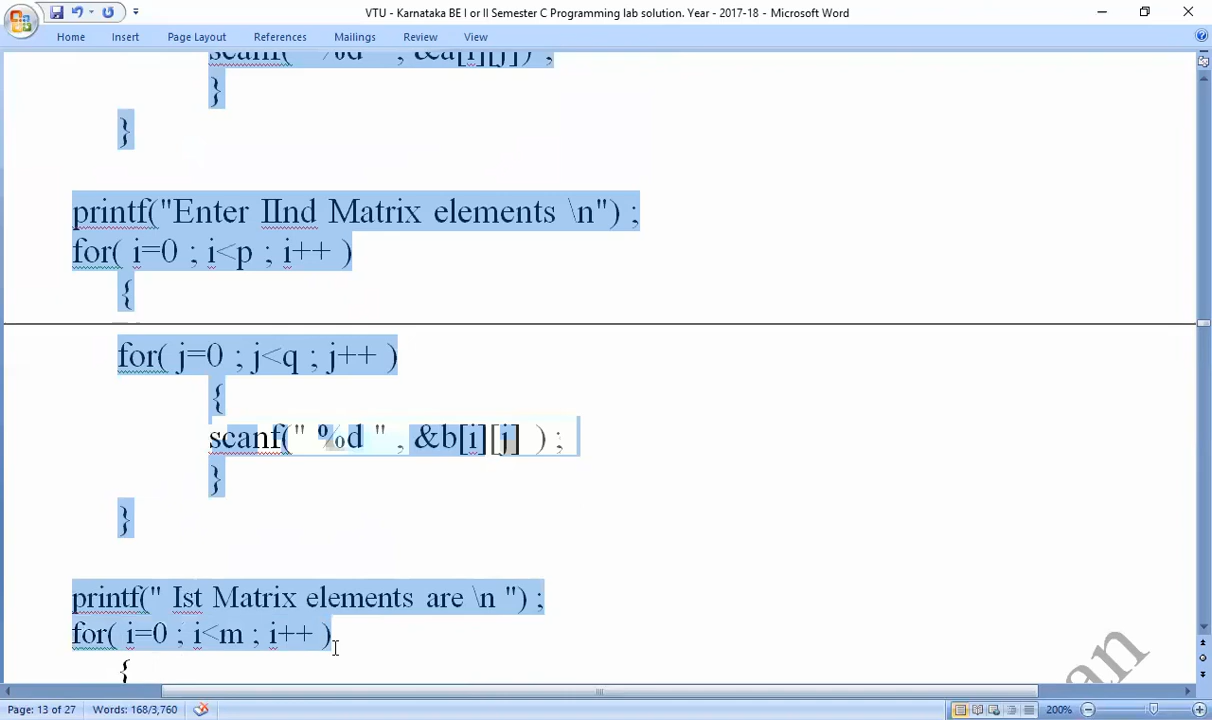 VTU - Karnataka BE I or II Semester C Programming lab solution. Year - 2017-18 - Microsoft Word
Home Insert Page Layout References Mailings Review View
scanf( " %d " , &a[i][j]) ;
}
}
printf("Enter IInd Matrix elements \n") ;
for( i=0 ; i<p ; i++ )
{
for( j=0 ; j<q ; j++ )
{
scanf(" %d " , &b[i][j] ) ;
}
}
printf(" Ist Matrix elements are \n ") ;
for( i=0 ; i<m ; i++ )
{
Page: 13 of 27 Words: 168/3,760 200%